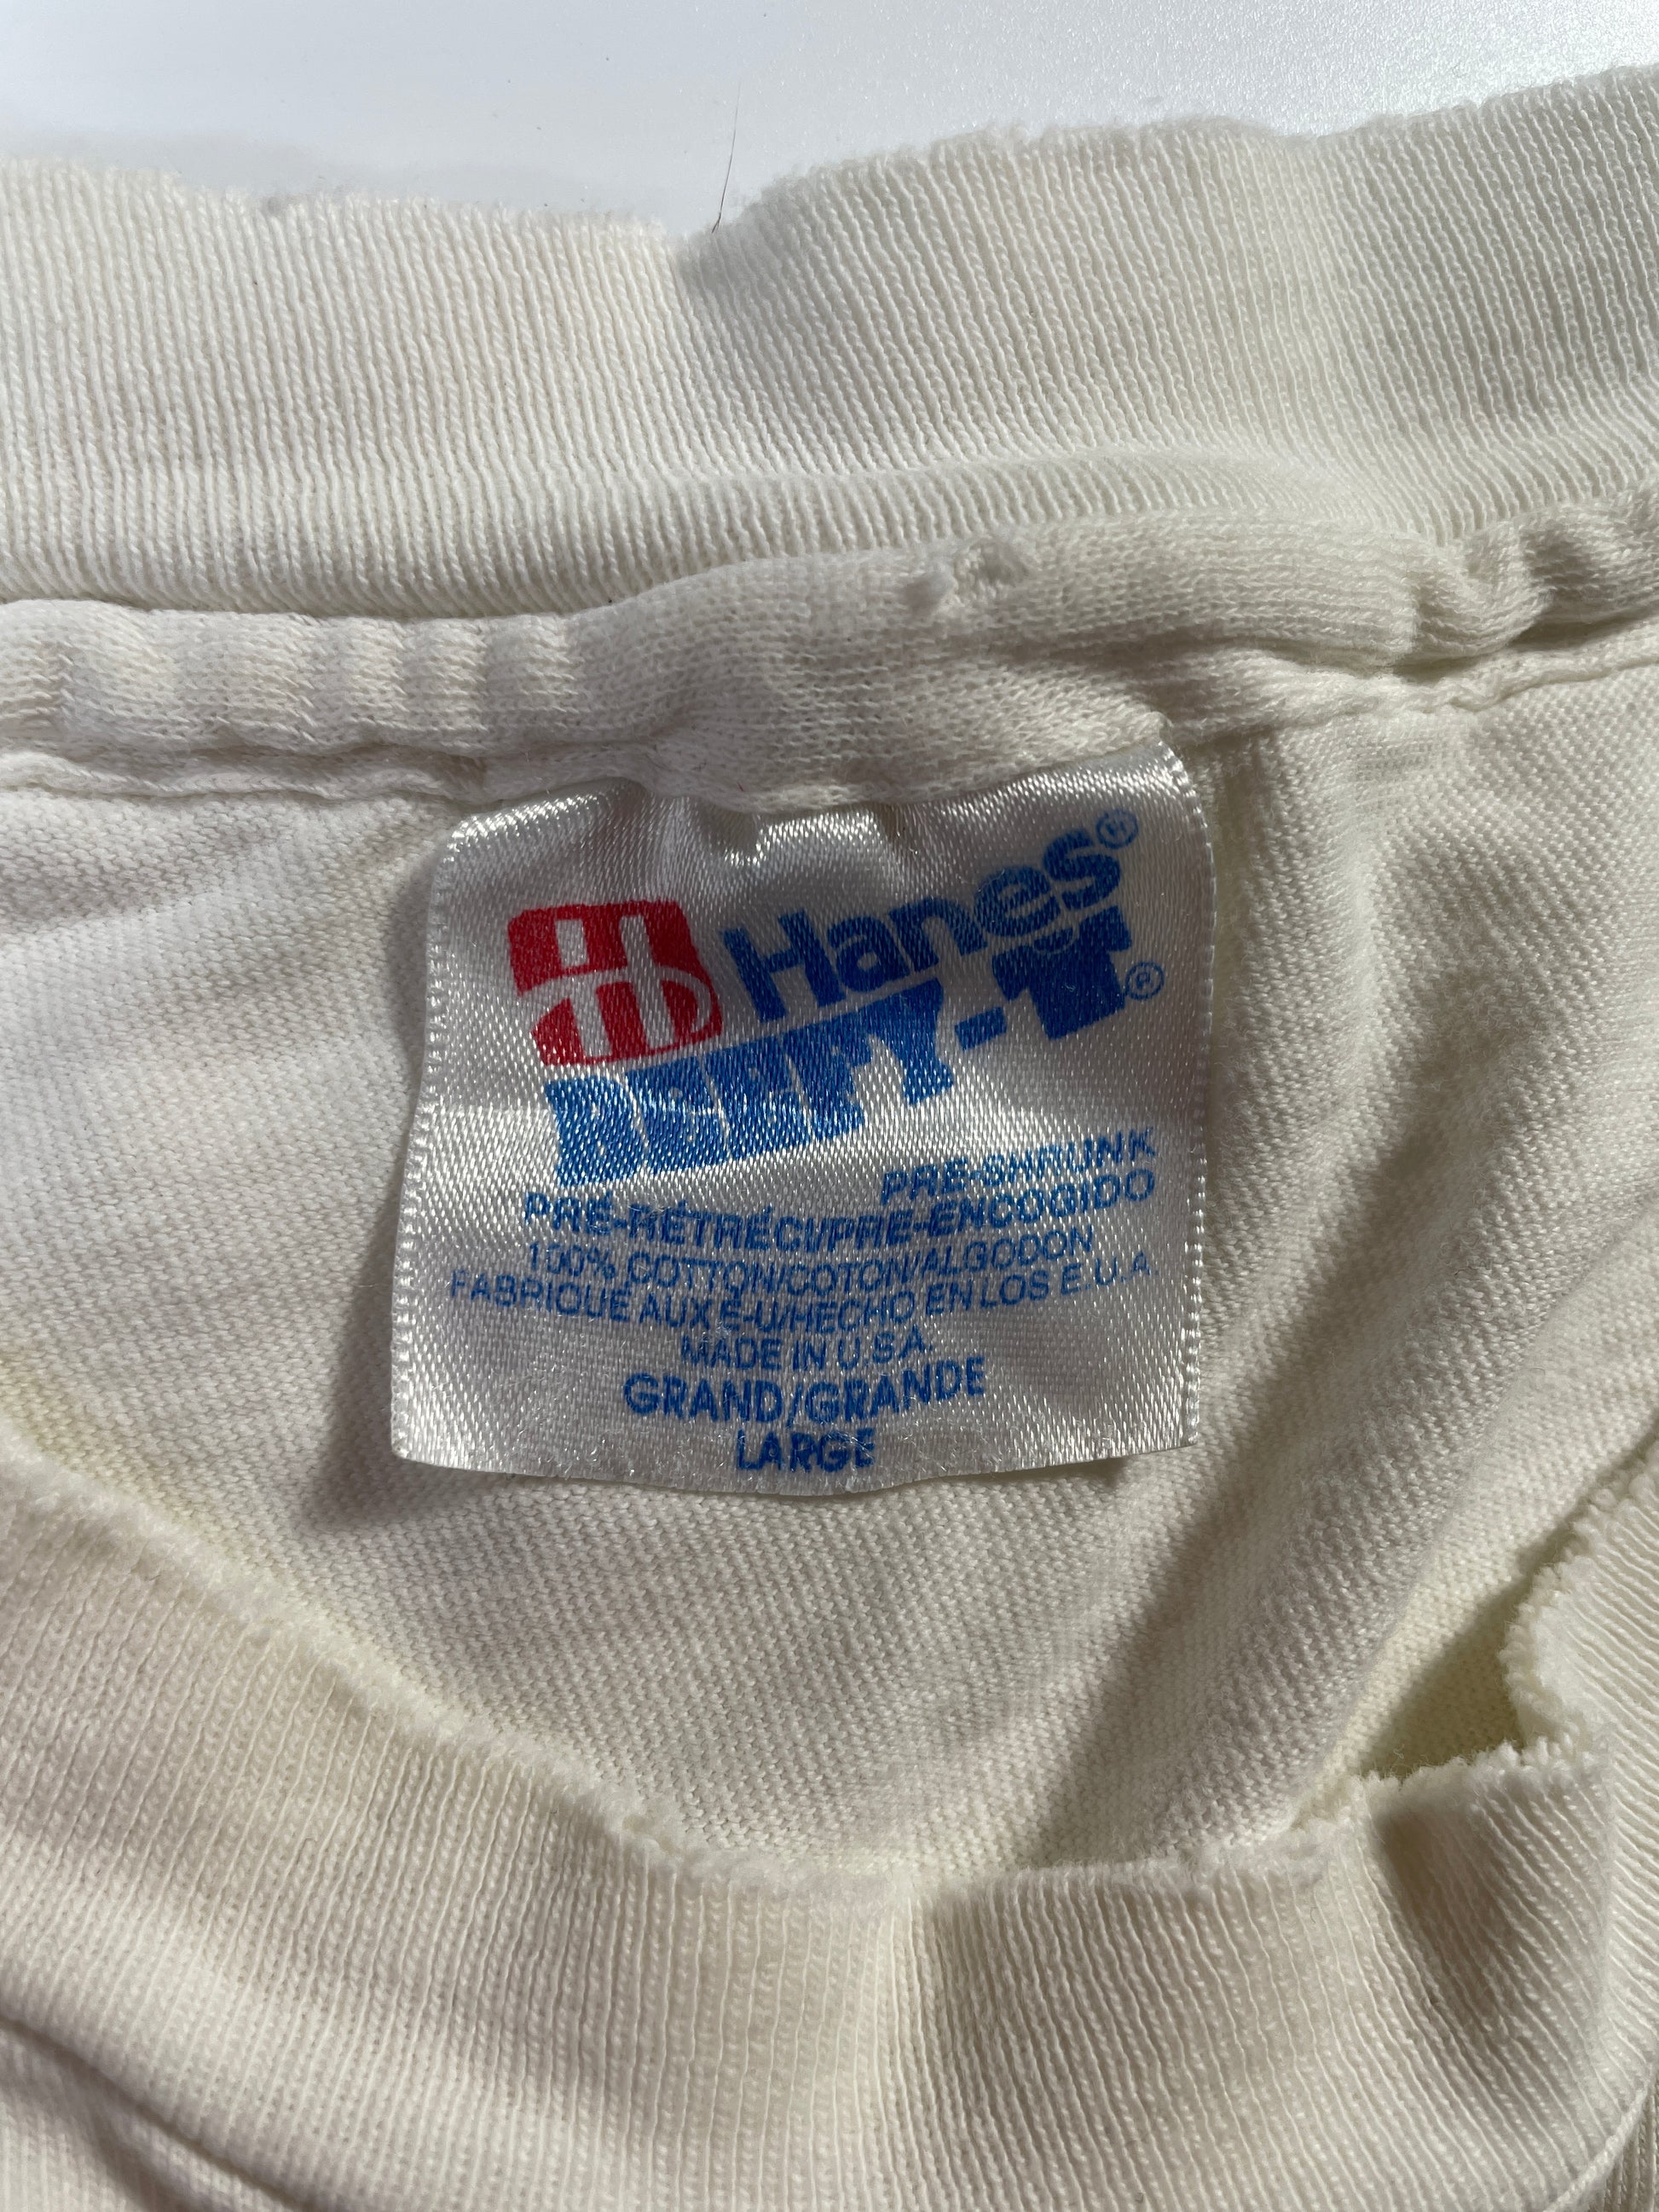 Hanes®
BEEFY-T®
PRE-SHRUNK
PRÉ-RÉTRÉCI/PRE-ENCOGIDO
100% COTTON/COTON/ALGODON
FABRIQUÉ AUX É-U/HECHO EN LOS E.U.A
MADE IN U.S.A.
GRAND/GRANDE
LARGE